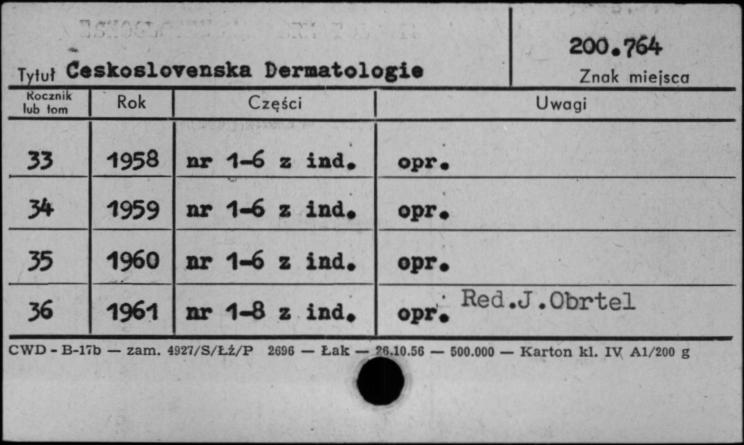 200.764
Tytuł Československa Dermatologie
Znak miejsca
Rocznik lub tom Rok Części Uwagi
33 1958 nr 1-6 z ind. opr.
34 1959 nr 1-6 z ind. opr.
35 1960 nr 1-6 z ind. opr.
36 1961 nr 1-8 z ind. opr. Red.J.Obrtel
CWD - B-17b — zam. 4927/S/Łż/P 2696 — Łak — 26.10.56 — 500.000 — Karton kl. IV A1/200 g